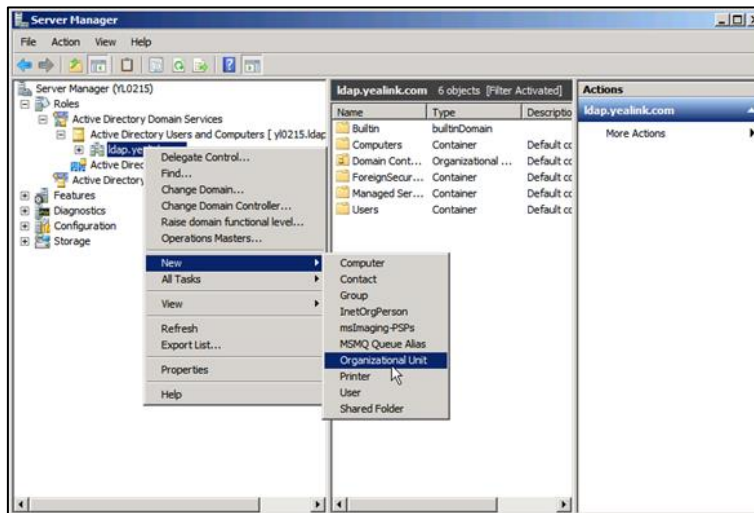 Server Manager
File Action View Help
Server Manager (YL0215)
Roles
Active Directory Domain Services
Active Directory Users and Computers [ yl0215.ldap
ldap.ye
Active Direc
Active Directory
Features
Diagnostics
Configuration
Storage
Delegate Control...
Find...
Change Domain...
Change Domain Controller...
Raise domain functional level...
Operations Masters...
New
All Tasks
View
Refresh
Export List...
Properties
Help
Computer
Contact
Group
InetOrgPerson
msImaging-PSPs
MSMQ Queue Alias
Organizational Unit
Printer
User
Shared Folder
ldap.yealink.com 6 objects [Filter Activated]
Name Type Descriptio
Builtin builtinDomain
Computers Container Default cc
Domain Cont... Organizational ... Default cc
ForeignSecur... Container Default cc
Managed Ser... Container Default cc
Users Container Default cc
Actions
ldap.yealink.com
More Actions